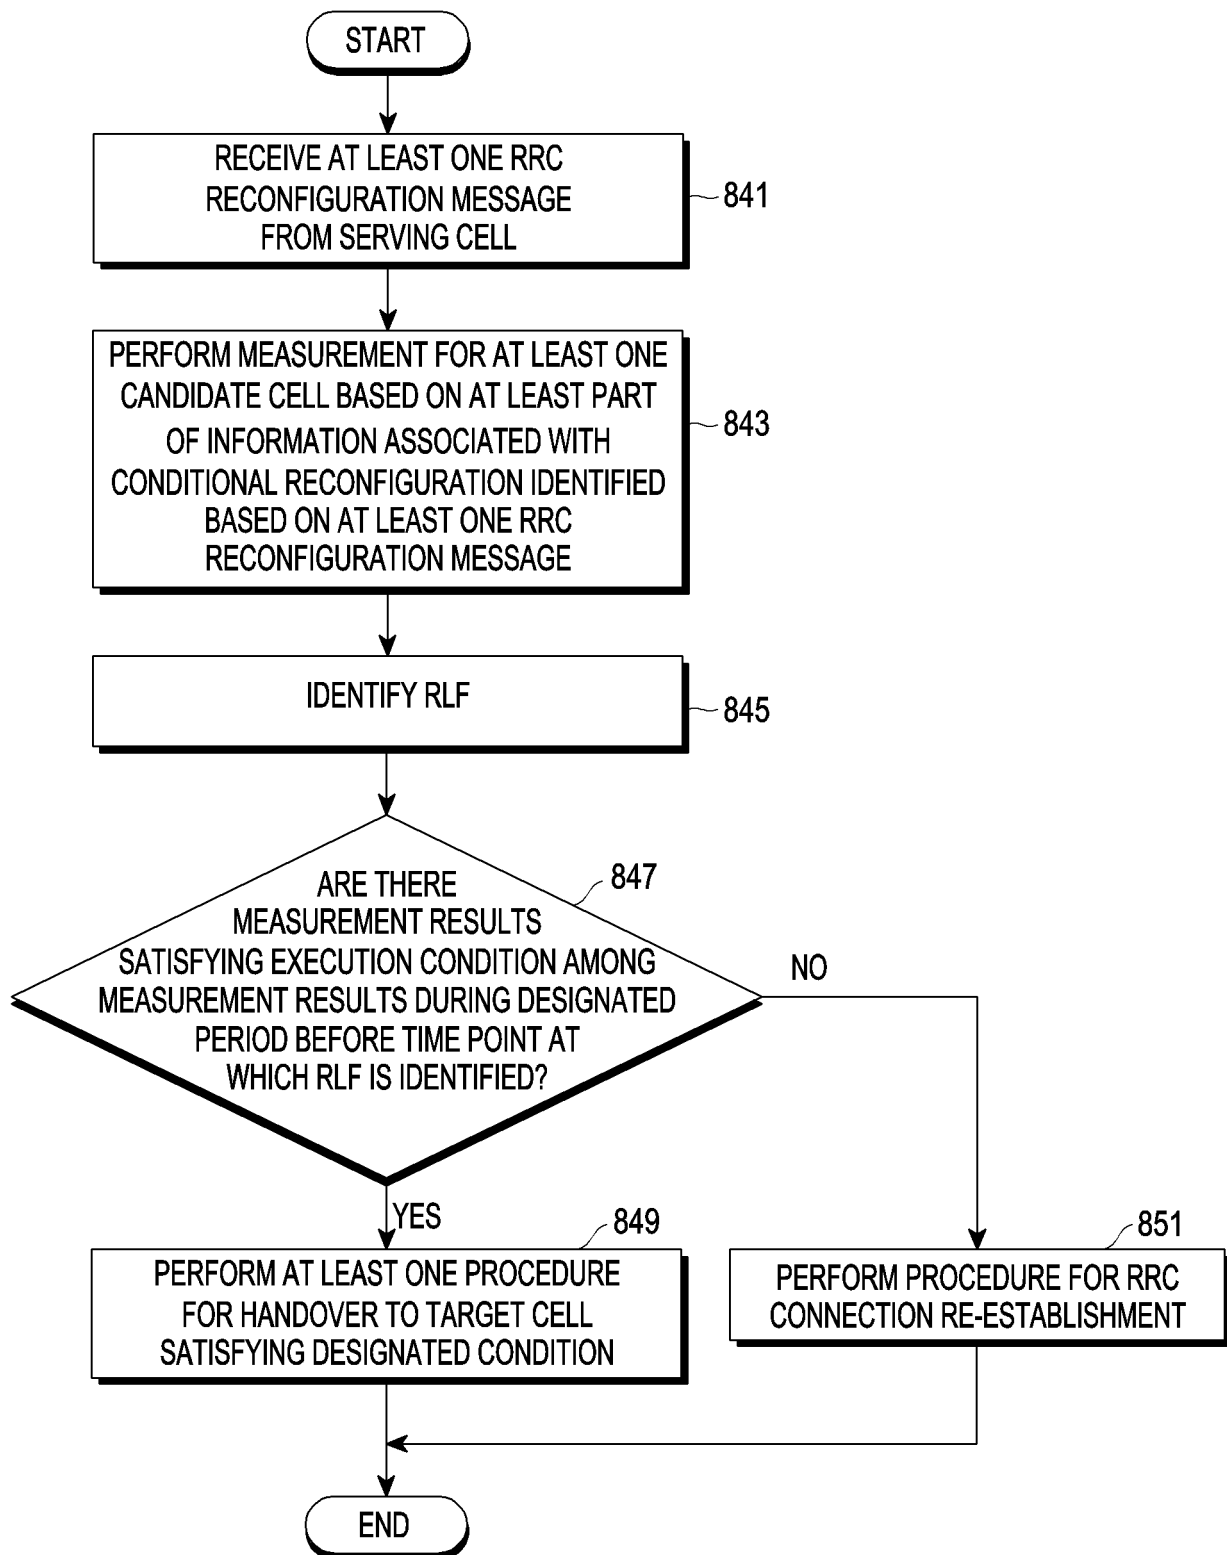 START
RECEIVE AT LEAST ONE RRC
RECONFIGURATION MESSAGE
FROM SERVING CELL
841
PERFORM MEASUREMENT FOR AT LEAST ONE
CANDIDATE CELL BASED ON AT LEAST PART
OF INFORMATION ASSOCIATED WITH
CONDITIONAL RECONFIGURATION IDENTIFIED
BASED ON AT LEAST ONE RRC
RECONFIGURATION MESSAGE
843
IDENTIFY RLF
845
ARE THERE
MEASUREMENT RESULTS
SATISFYING EXECUTION CONDITION AMONG
MEASUREMENT RESULTS DURING DESIGNATED
PERIOD BEFORE TIME POINT AT
WHICH RLF IS IDENTIFIED?
847
NO
YES
849
PERFORM AT LEAST ONE PROCEDURE
FOR HANDOVER TO TARGET CELL
SATISFYING DESIGNATED CONDITION
851
PERFORM PROCEDURE FOR RRC
CONNECTION RE-ESTABLISHMENT
END